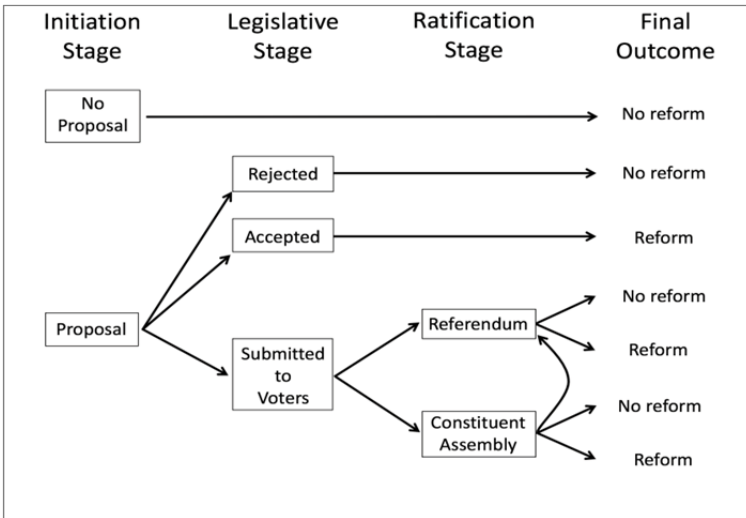 Initiation
Stage
Legislative
Stage
Ratification
Stage
Final
Outcome
No
Proposal
No reform
Rejected
No reform
Accepted
Reform
Proposal
Submitted
to
Voters
Referendum
No reform
Reform
Constituent
Assembly
No reform
Reform